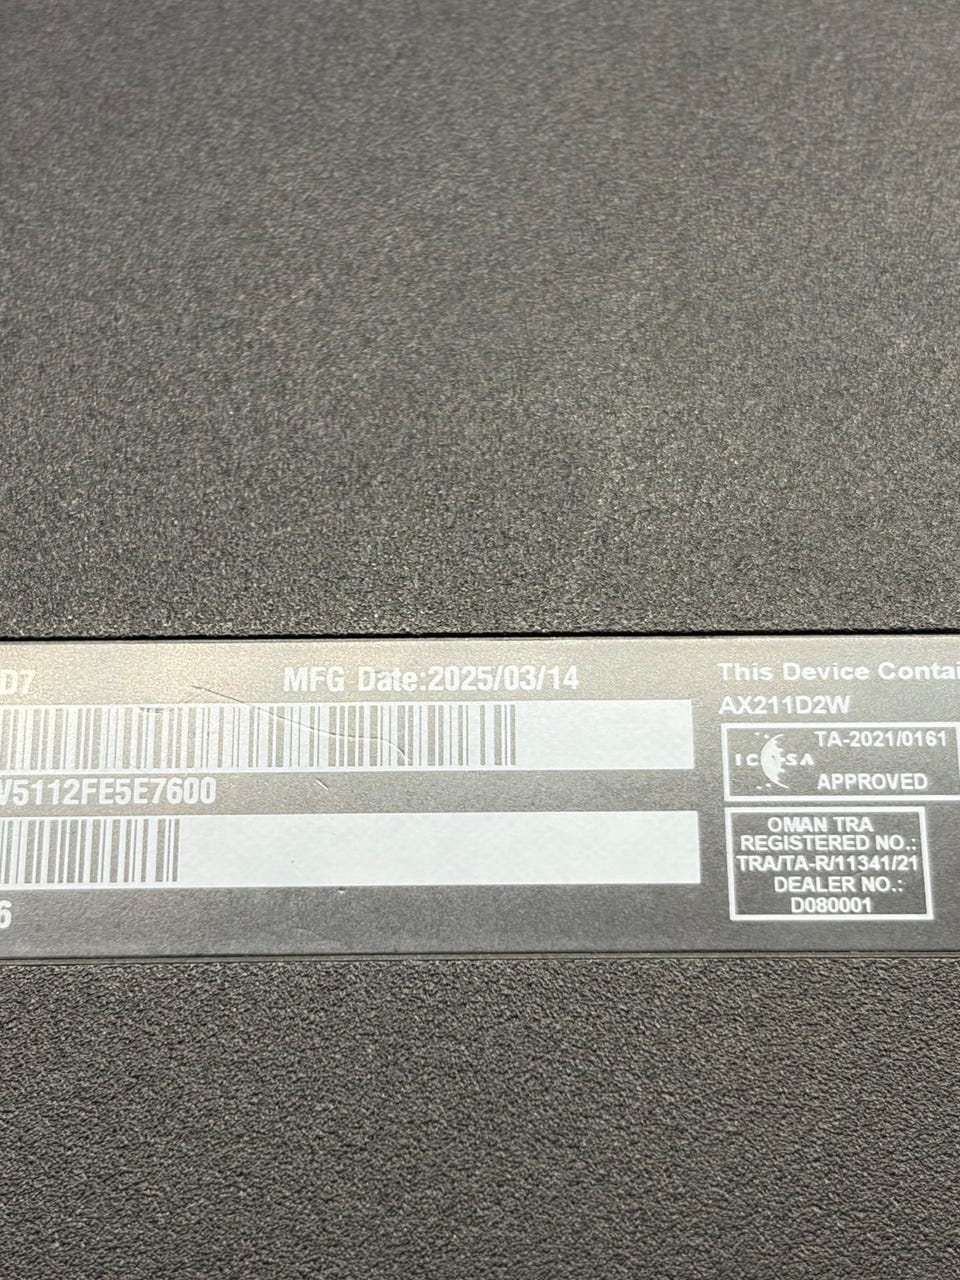 D7
MFG Date:2025/03/14
V5112FE5E7600
6
This Device Contai
AX211D2W
ICASA
TA-2021/0161
APPROVED
OMAN TRA
REGISTERED NO.:
TRA/TA-R/11341/21
DEALER NO.:
D080001